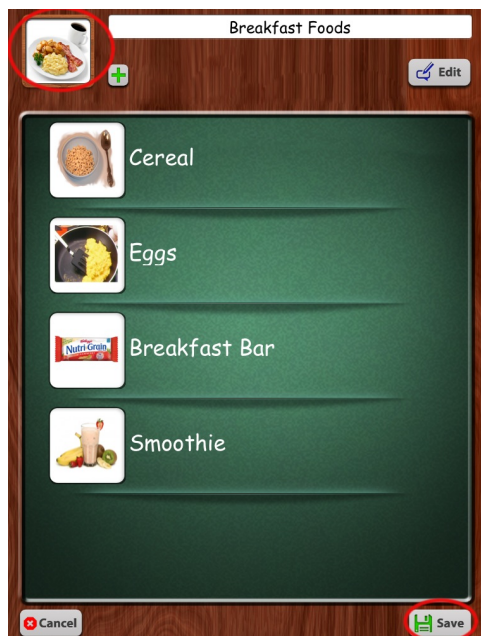 Breakfast Foods
Edit
Cereal
Eggs
Nutri-Grain
Breakfast Bar
Smoothie
Cancel
Save